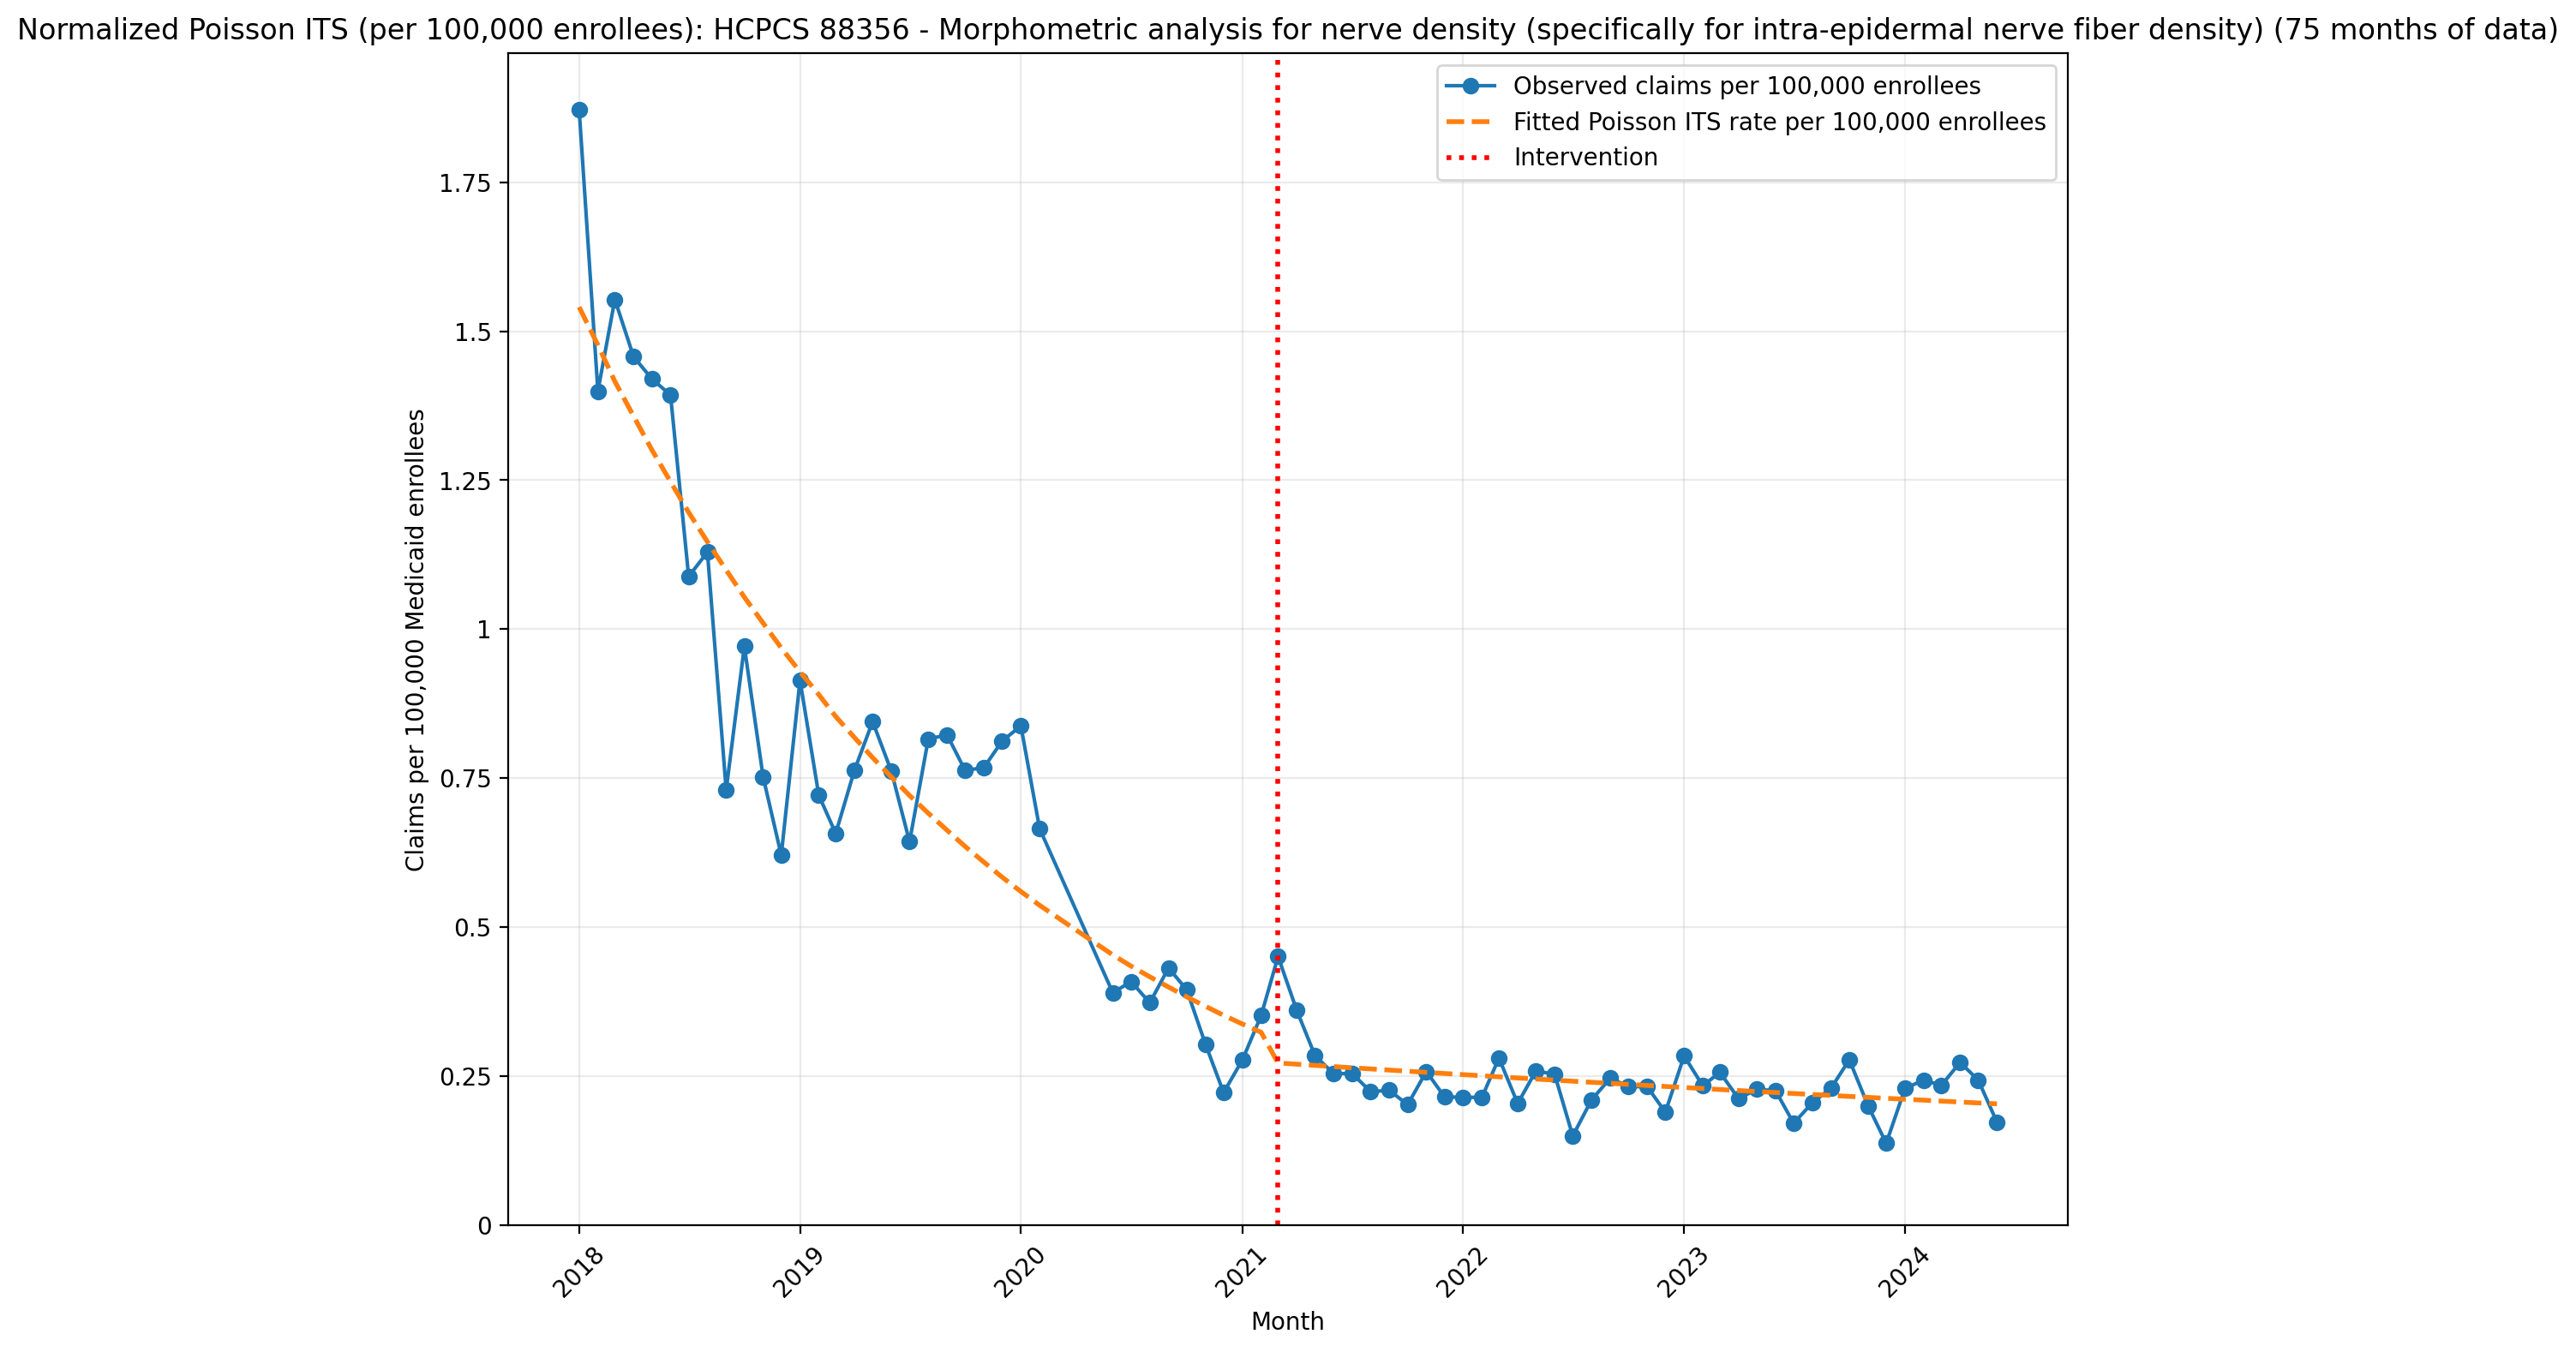 Normalized Poisson ITS (per 100,000 enrollees): HCPCS 88356 - Morphometric analysis for nerve density (specifically for intra-epidermal nerve fiber density) (75 months of data)
Observed claims per 100,000 enrollees
Fitted Poisson ITS rate per 100,000 enrollees
Intervention
Claims per 100,000 Medicaid enrollees
1.75
1.5
1.25
1
0.75
0.5
0.25
0
2018
2019
2020
2021
2022
2023
2024
Month